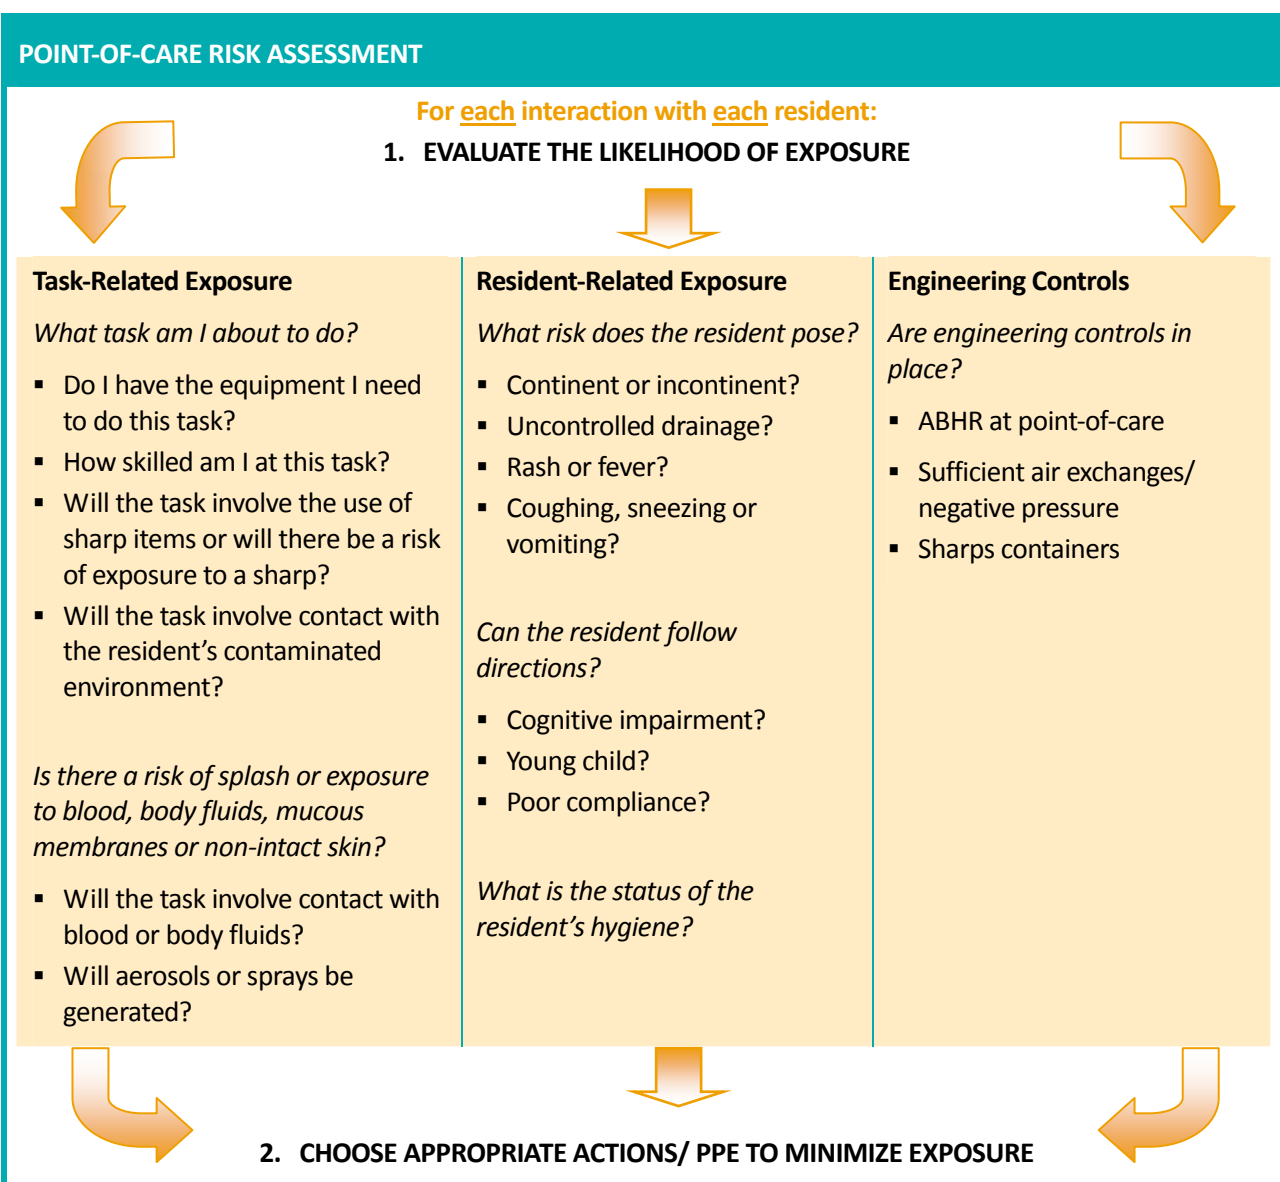 POINT-OF-CARE RISK ASSESSMENT
For each interaction with each resident:
1. EVALUATE THE LIKELIHOOD OF EXPOSURE
Task-Related Exposure
What task am I about to do?
▪ Do I have the equipment I need
to do this task?
▪ How skilled am I at this task?
▪ Will the task involve the use of
sharp items or will there be a risk
of exposure to a sharp?
▪ Will the task involve contact with
the resident’s contaminated
environment?
Is there a risk of splash or exposure
to blood, body fluids, mucous
membranes or non-intact skin?
▪ Will the task involve contact with
blood or body fluids?
▪ Will aerosols or sprays be
generated?
Resident-Related Exposure
What risk does the resident pose?
▪ Continent or incontinent?
▪ Uncontrolled drainage?
▪ Rash or fever?
▪ Coughing, sneezing or
vomiting?
Can the resident follow
directions?
▪ Cognitive impairment?
▪ Young child?
▪ Poor compliance?
What is the status of the
resident’s hygiene?
Engineering Controls
Are engineering controls in
place?
▪ ABHR at point-of-care
▪ Sufficient air exchanges/
negative pressure
▪ Sharps containers
2. CHOOSE APPROPRIATE ACTIONS/ PPE TO MINIMIZE EXPOSURE